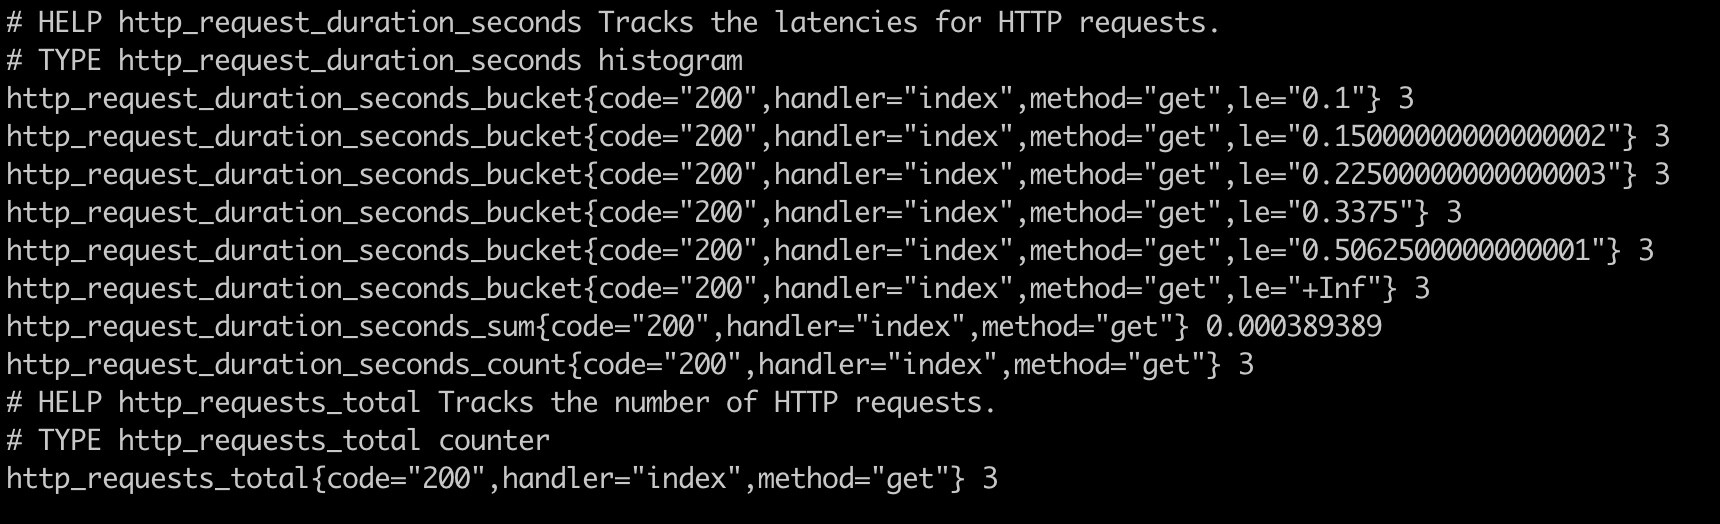 # HELP http_request_duration_seconds Tracks the latencies for HTTP requests.
# TYPE http_request_duration_seconds histogram
http_request_duration_seconds_bucket{code="200",handler="index",method="get",le="0.1"} 3
http_request_duration_seconds_bucket{code="200",handler="index",method="get",le="0.15000000000000002"} 3
http_request_duration_seconds_bucket{code="200",handler="index",method="get",le="0.22500000000000003"} 3
http_request_duration_seconds_bucket{code="200",handler="index",method="get",le="0.3375"} 3
http_request_duration_seconds_bucket{code="200",handler="index",method="get",le="0.5062500000000001"} 3
http_request_duration_seconds_bucket{code="200",handler="index",method="get",le="+Inf"} 3
http_request_duration_seconds_sum{code="200",handler="index",method="get"} 0.000389389
http_request_duration_seconds_count{code="200",handler="index",method="get"} 3
# HELP http_requests_total Tracks the number of HTTP requests.
# TYPE http_requests_total counter
http_requests_total{code="200",handler="index",method="get"} 3